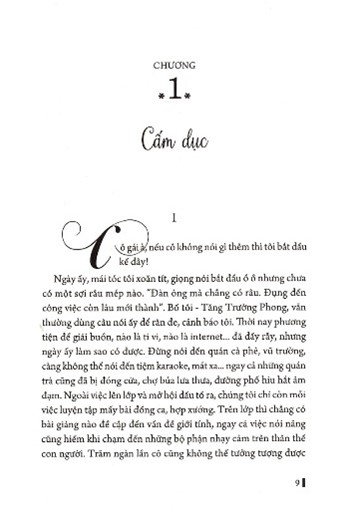 CHƯƠNG
*1*
Cấm dục
1
Cô gái à, nếu cô không nói gì thêm thì tôi bắt đầu
kể đây!
Ngày ấy, mái tóc tôi xoăn tít, giọng nói bắt đầu ồ ồ nhưng chưa
có một sợi râu mép nào. “Đàn ông mà chẳng có râu. Đụng đến
công việc còn lâu mới thành”. Bố tôi - Tăng Trường Phong, vẫn
thường dùng câu nói ấy để răn đe, cảnh báo tôi. Thời nay phương
tiện để giải buồn, nào là ti vi, nào là internet... đã đầy rẫy, nhưng
ngày ấy làm sao có được. Đừng nói đến quán cà phê, vũ trường,
càng không thể nói đến tiệm karaoke, mát xa... ngay cả những quán
trà cũng đã bị đóng cửa, chợ búa lưa thưa, đường phố hiu hắt ảm
đạm. Ngoài việc lên lớp và mở hội đấu tố ra, chúng tôi chỉ còn mỗi
việc luyện tập mấy bài đồng ca, hợp xướng. Trên lớp thì chẳng có
bài giảng nào đề cập đến vấn đề giới tính, ngay cả việc nói năng
cũng hiếm khi chạm đến những bộ phận nhạy cảm trên thân thể
con người. Trăm ngàn lần cô cũng không thể tưởng tượng được
9